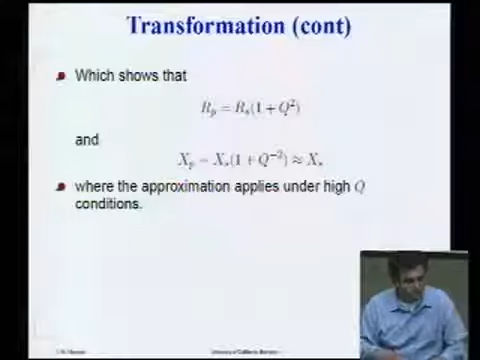 Transformation (cont)
Which shows that
R_p = R_s(1 + Q^2)
and
X_p = X_s(1 + Q^{-2}) ≈ X_s
where the approximation applies under high Q
conditions.